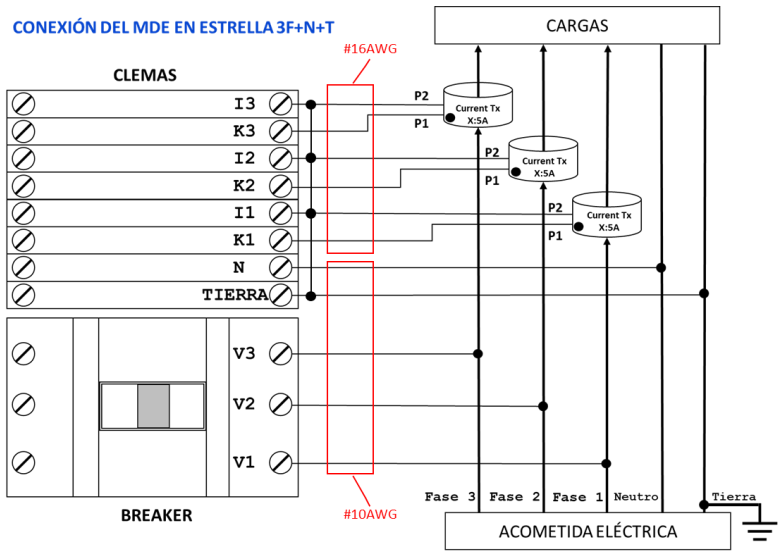 CONEXIÓN DEL MDE EN ESTRELLA 3F+N+T
CARGAS
#16AWG
CLEMAS
I3
K3
I2
K2
I1
K1
N
TIERRA
P2
P1
Current Tx
X:5A
P2
P1
Current Tx
X:5A
P2
P1
Current Tx
X:5A
V3
V2
V1
BREAKER
#10AWG
Fase 3
Fase 2
Fase 1
Neutro
Tierra
ACOMETIDA ELÉCTRICA